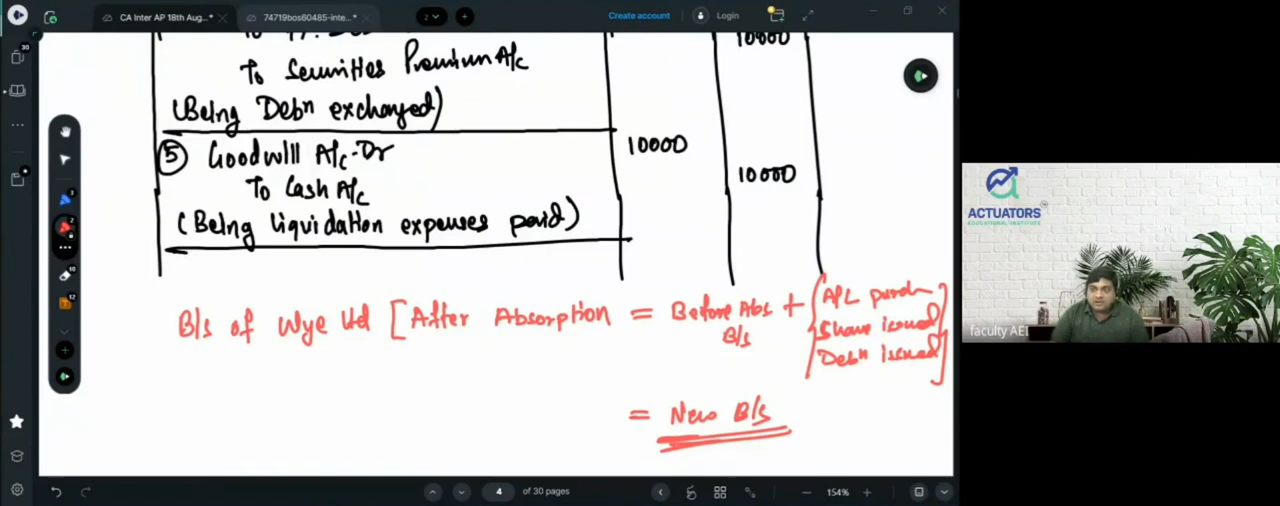 CA Inter AP 18th Aug...*
74719bos60485-inte...*
2
Create account
Login
30
10000
To Securities Premium A/c
(Being Debn exchanged)
⑤ Goodwill A/c - Dr
10000
To Cash A/c
10000
(Being liquidation expenses paid)
B/s of Wye Ltd [After Absorption = Before Abs B/s + [A/L purch
Share issued
Debn issued]
= New B/s
4
of 30 pages
154%
ACTUATORS
EDUCATIONAL INSTITUTE
faculty AEI